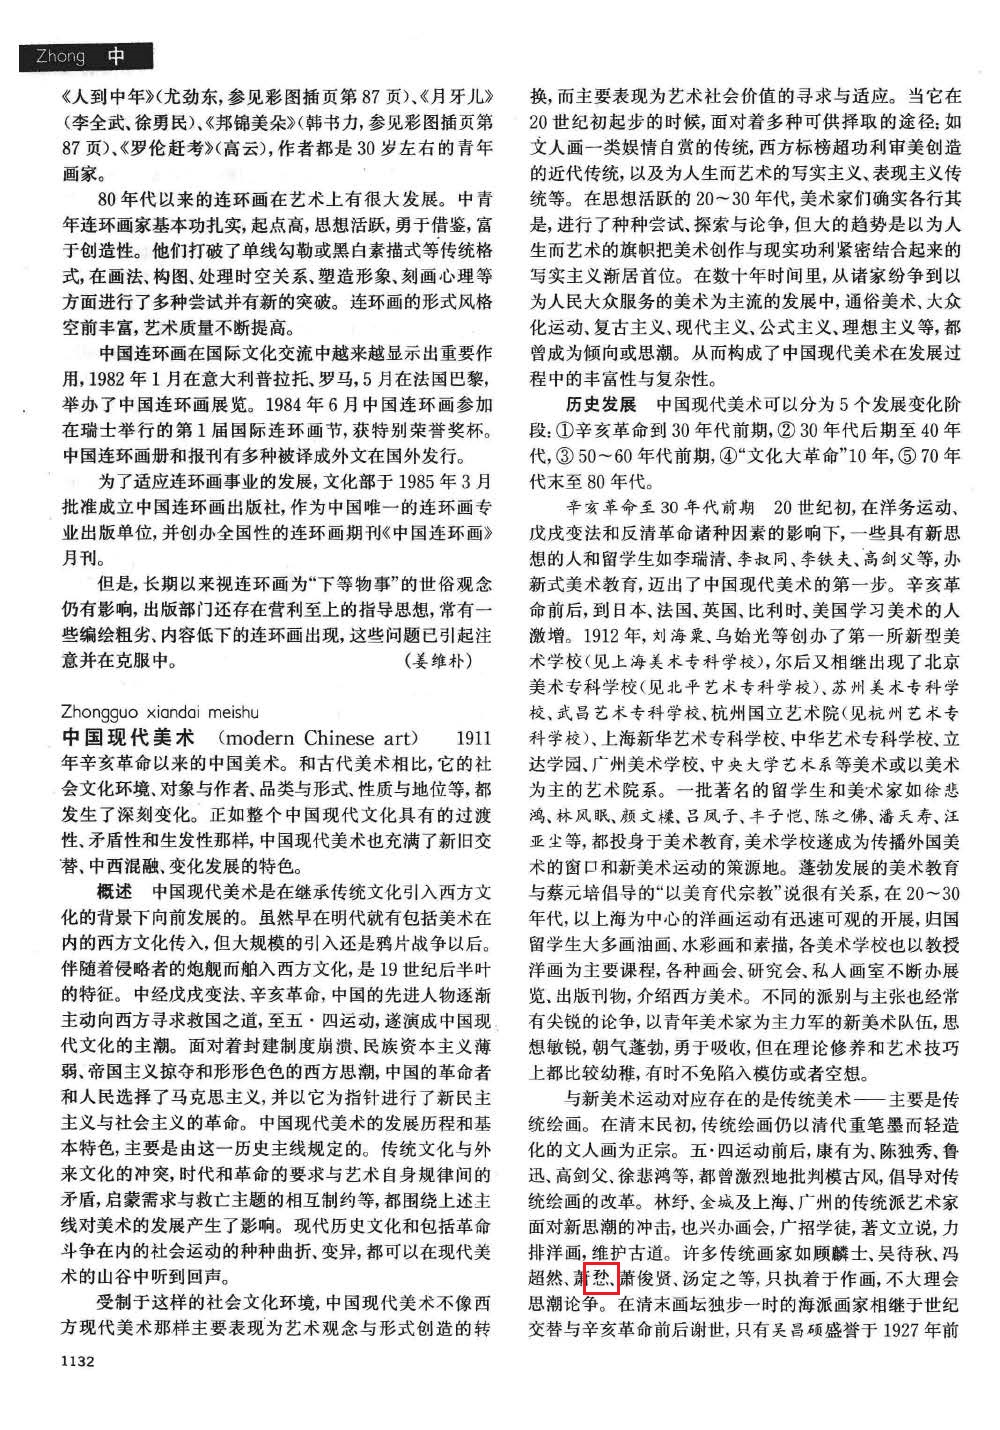 Zhong 中
《人到中年》(尤劲东,参见彩图插页第 87 页)、《月牙儿》
(李全武、徐勇民)、《邦锦美朵》(韩书力,参见彩图插页第
87 页)、《罗伦赶考》(高云),作者都是 30 岁左右的青年
画家。
80 年代以来的连环画在艺术上有很大发展。中青
年连环画家基本功扎实,起点高,思想活跃,勇于借鉴,富
于创造性。他们打破了单线勾勒或黑白素描式等传统格
式,在画法、构图、处理时空关系、塑造形象、刻画心理等
方面进行了多种尝试并有新的突破。连环画的形式风格
空前丰富,艺术质量不断提高。
中国连环画在国际文化交流中越来越显示出重要作
用,1982 年 1 月在意大利普拉托、罗马,5 月在法国巴黎,
举办了中国连环画展览。1984 年 6 月中国连环画参加
在瑞士举行的第 1 届国际连环画节,获特别荣誉奖杯。
中国连环画册和报刊有多种被译成外文在国外发行。
为了适应连环画事业的发展,文化部于 1985 年 3 月
批准成立中国连环画出版社,作为中国唯一的连环画专
业出版单位,并创办全国性的连环画期刊《中国连环画》
月刊。
但是,长期以来视连环画为“下等物事”的世俗观念
仍有影响,出版部门还存在营利至上的指导思想,常有一
些编绘粗劣、内容低下的连环画出现,这些问题已引起注
意并在克服中。 (姜维朴)
Zhongguo xiandai meishu
中国现代美术 (modern Chinese art) 1911
年辛亥革命以来的中国美术。和古代美术相比,它的社
会文化环境、对象与作者、品类与形式、性质与地位等,都
发生了深刻变化。正如整个中国现代文化具有的过渡
性、矛盾性和生发性那样,中国现代美术也充满了新旧交
替、中西混融、变化发展的特色。
概述 中国现代美术是在继承传统文化引入西方文
化的背景下向前发展的。虽然早在明代就有包括美术在
内的西方文化传入,但大规模的引入还是鸦片战争以后。
伴随着侵略者的炮舰而舶入西方文化,是 19 世纪后半叶
的特征。中经戊戌变法、辛亥革命,中国的先进人物逐渐
主动向西方寻求救国之道,至五·四运动,遂演成中国现
代文化的主潮。面对着封建制度崩溃、民族资本主义薄
弱、帝国主义掠夺和形形色色的西方思潮,中国的革命者
和人民选择了马克思主义,并以它为指针进行了新民主
主义与社会主义的革命。中国现代美术的发展历程和基
本特色,主要是由这一历史主线规定的。传统文化与外
来文化的冲突,时代和革命的要求与艺术自身规律间的
矛盾,启蒙需求与救亡主题的相互制约等,都围绕上述主
线对美术的发展产生了影响。现代历史文化和包括革命
斗争在内的社会运动的种种曲折、变异,都可以在现代美
术的山谷中听到回声。
受制于这样的社会文化环境,中国现代美术不像西
方现代美术那样主要表现为艺术观念与形式创造的转
1132
换,而主要表现为艺术社会价值的寻求与适应。当它在
20 世纪初起步的时候,面对着多种可供择取的途径:如
文人画一类娱情自赏的传统,西方标榜超功利审美创造
的近代传统,以及为人生而艺术的写实主义、表现主义传
统等。在思想活跃的 20~30 年代,美术家们确实各行其
是,进行了种种尝试、探索与论争,但大的趋势是以为人
生而艺术的旗帜把美术创作与现实功利紧密结合起来的
写实主义渐居首位。在数十年时间里,从诸家纷争到以
为人民大众服务的美术为主流的发展中,通俗美术、大众
化运动、复古主义、现代主义、公式主义、理想主义等,都
曾成为倾向或思潮。从而构成了中国现代美术在发展过
程中的丰富性与复杂性。
历史发展 中国现代美术可以分为 5 个发展变化阶
段:①辛亥革命到 30 年代前期,② 30 年代后期至 40 年
代,③ 50~60 年代前期,④“文化大革命”10 年,⑤ 70 年
代末至 80 年代。
辛亥革命至 30 年代前期 20 世纪初,在洋务运动、
戊戌变法和反清革命诸种因素的影响下,一些具有新思
想的人和留学生如李瑞清、李叔同、李铁夫、高剑父等,办
新式美术教育,迈出了中国现代美术的第一步。辛亥革
命前后,到日本、法国、英国、比利时、美国学习美术的人
激增。1912 年,刘海粟、乌始光等创办了第一所新型美
术学校(见上海美术专科学校),尔后又相继出现了北京
美术专科学校(见北平艺术专科学校)、苏州美术专科学
校、武昌艺术专科学校、杭州国立艺术院(见杭州艺术专
科学校)、上海新华艺术专科学校、中华艺术专科学校、立
达学园、广州美术学校、中央大学艺术系等美术或以美术
为主的艺术院系。一批著名的留学生和美术家如徐悲
鸿、林风眠、颜文樑、吕凤子、丰子恺、陈之佛、潘天寿、汪
亚尘等,都投身于美术教育,美术学校遂成为传播外国美
术的窗口和新美术运动的策源地。蓬勃发展的美术教育
与蔡元培倡导的“以美育代宗教”说很有关系,在 20~30
年代,以上海为中心的洋画运动有迅速可观的开展,归国
留学生大多画油画、水彩画和素描,各美术学校也以教授
洋画为主要课程,各种画会、研究会、私人画室不断办展
览、出版刊物,介绍西方美术。不同的派别与主张也经常
有尖锐的论争,以青年美术家为主力军的新美术队伍,思
想敏锐,朝气蓬勃,勇于吸收,但在理论修养和艺术技巧
上都比较幼稚,有时不免陷入模仿或者空想。
与新美术运动对应存在的是传统美术——主要是传
统绘画。在清末民初,传统绘画仍以清代重笔墨而轻造
化的文人画为正宗。五·四运动前后,康有为、陈独秀、鲁
迅、高剑父、徐悲鸿等,都曾激烈地批判模古风,倡导对传
统绘画的改革。林纾、金城及上海、广州的传统派艺术家
面对新思潮的冲击,也兴办画会,广招学徒,著文立说,力
排洋画,维护古道。许多传统画家如顾麟士、吴待秋、冯
超然、萧愻、萧俊贤、汤定之等,只执着于作画,不大理会
思潮论争。在清末画坛独步一时的海派画家相继于世纪
交替与辛亥革命前后谢世,只有吴昌硕盛誉于 1927 年前